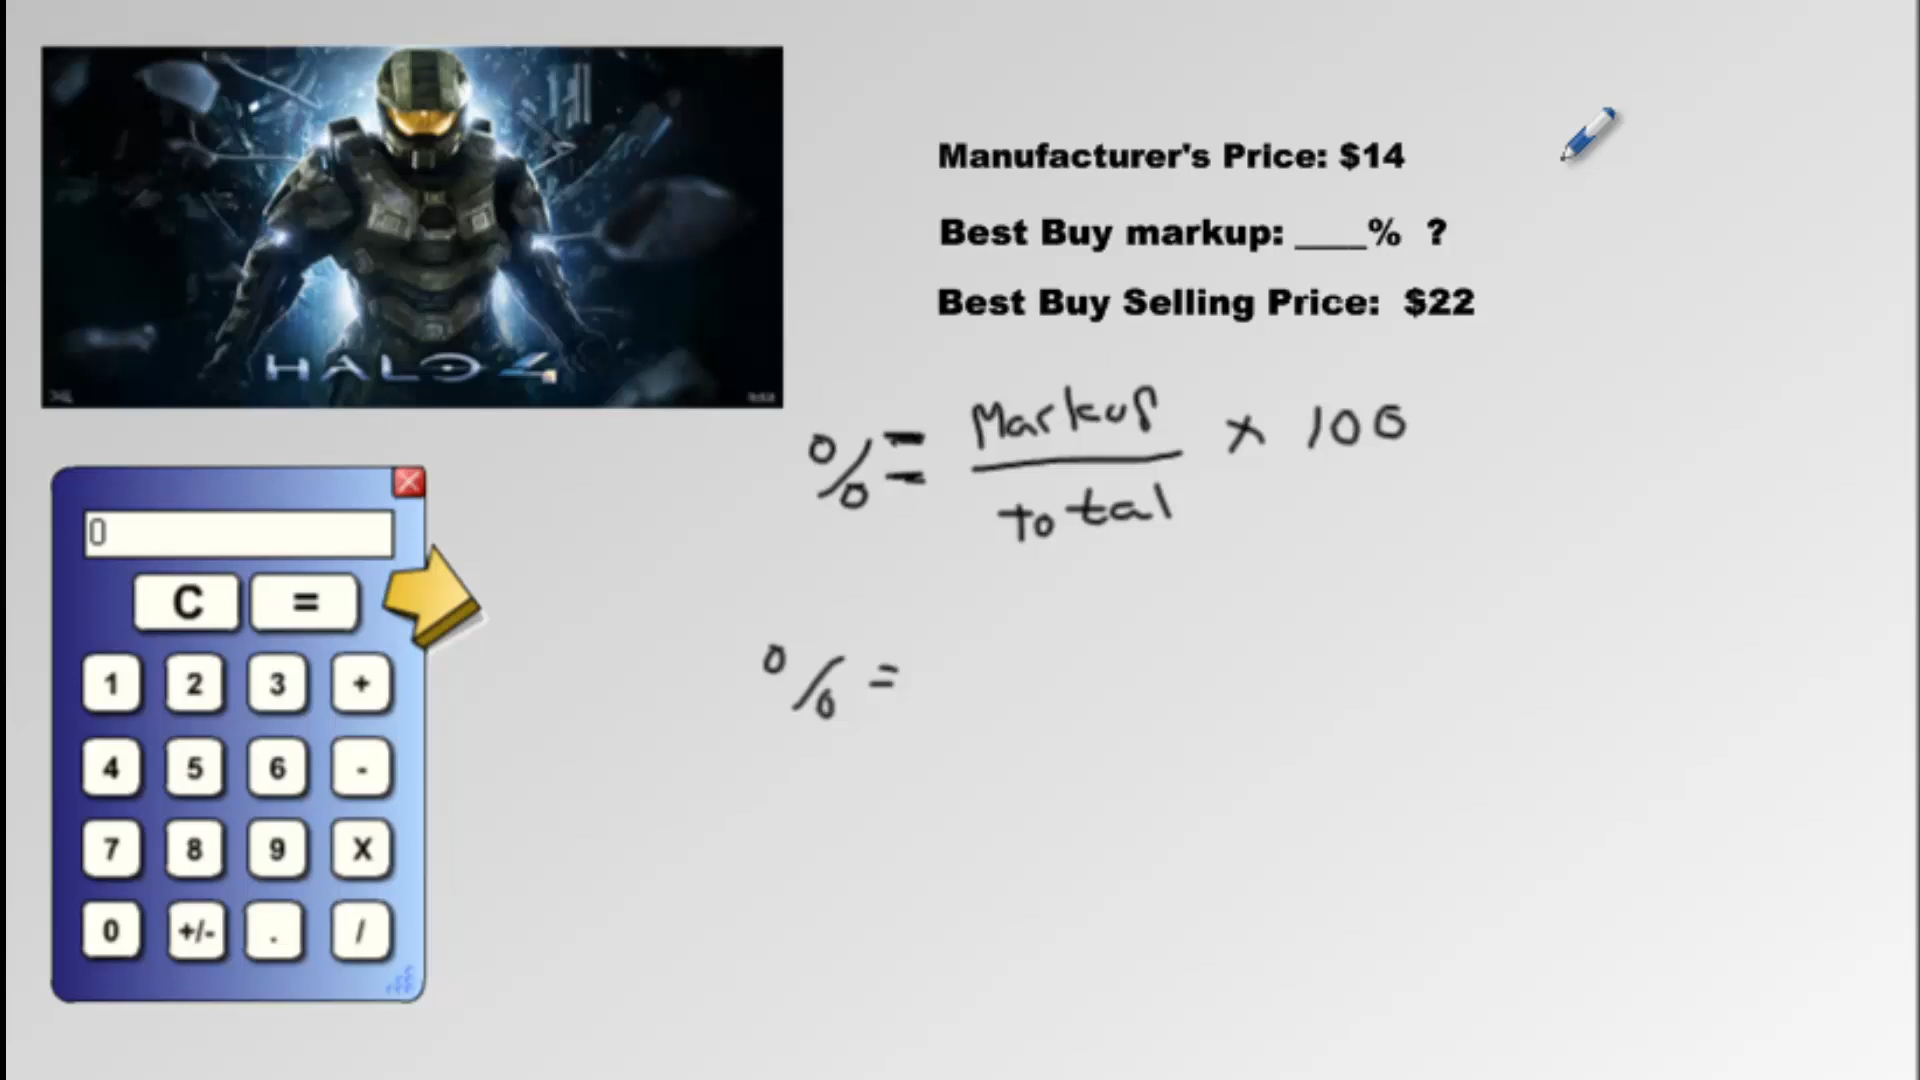 HALO 4
Manufacturer's Price: $14
Best Buy markup: ____% ?
Best Buy Selling Price: $22
%= Markup x 100
total
%=
0
C =
1 2 3 +
4 5 6 -
7 8 9 X
0 +/- . /